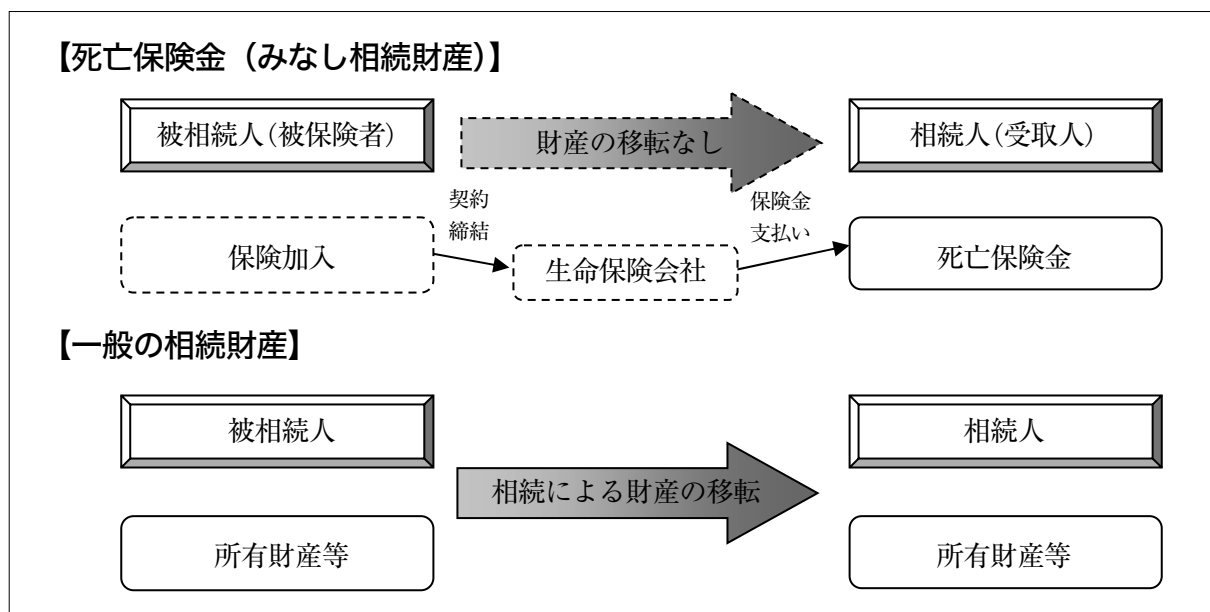 【死亡保険金（みなし相続財産）】
被相続人（被保険者）
財産の移転なし
相続人（受取人）
契約
締結
保険金
支払い
保険加入
生命保険会社
死亡保険金
【一般の相続財産】
被相続人
相続人
相続による財産の移転
所有財産等
所有財産等